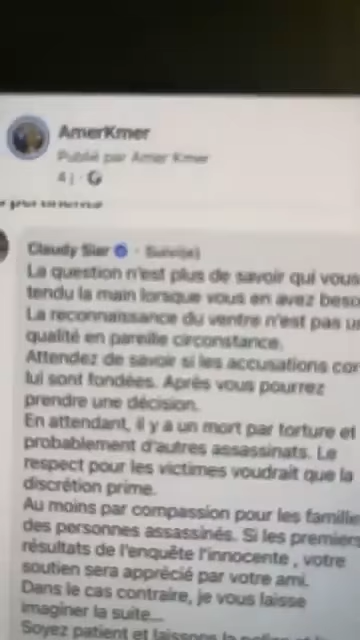 AmerKmer
Publié par Amer Kmer
4 j ·
Claudy Siar · Suivi(e)
La question n'est plus de savoir qui vous
tendu la main lorsque vous en avez beso
La reconnaissance du ventre n'est pas u
qualité en pareille circonstance.
Attendez de savoir si les accusations con
lui sont fondées. Après vous pourrez
prendre une décision.
En attendant, il y a un mort par torture et
probablement d'autres assassinats. Le
respect pour les victimes voudrait que la
discrétion prime.
Au moins par compassion pour les familles
des personnes assassinés. Si les premiers
résultats de l'enquête l'innocente , votre
soutien sera apprécié par votre ami.
Dans le cas contraire, je vous laisse
imaginer la suite...
Soyez patient et laissons la